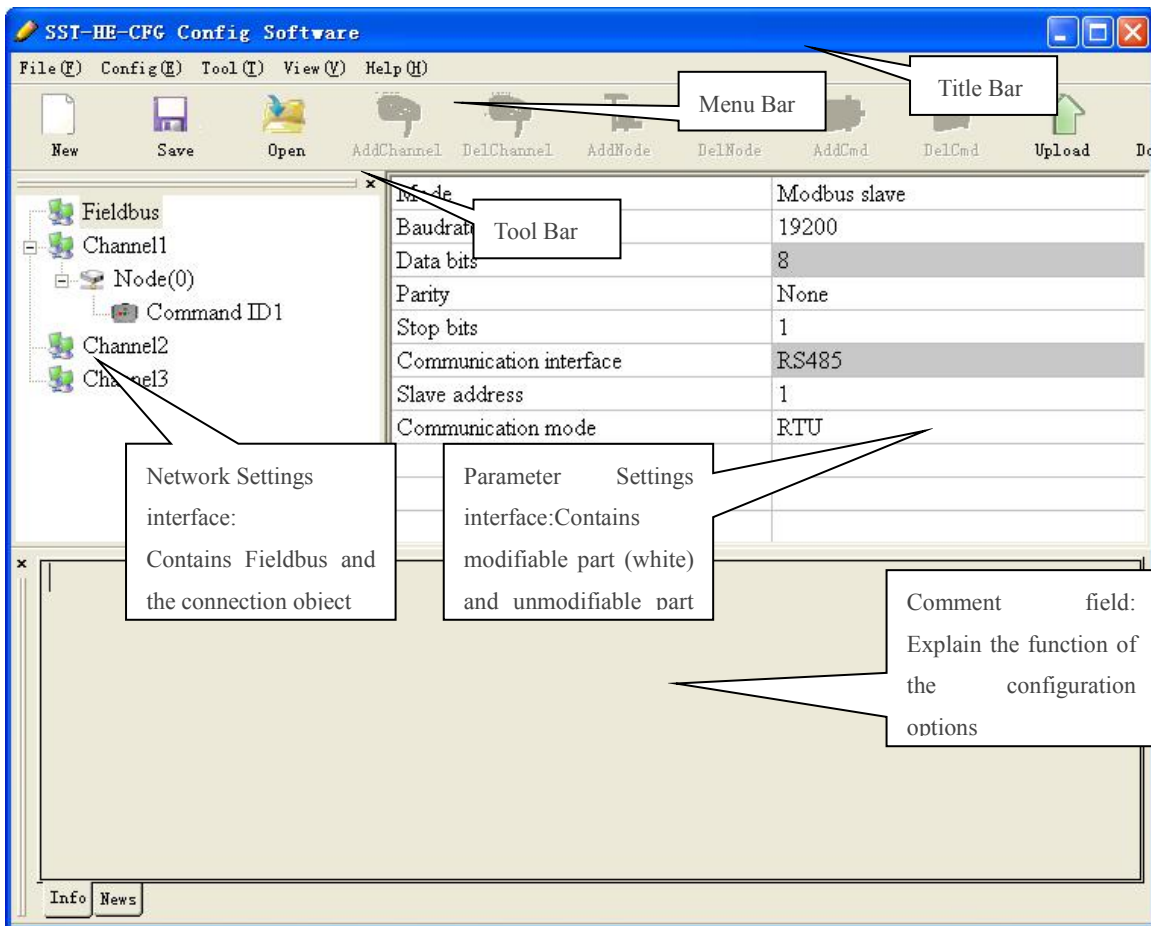 SST-HE-CFG Config Software
File(F) Config(E) Tool(T) View(V) Help(H)
Title Bar
Menu Bar
New Save Open AddChannel DelChannel AddNode DelNode AddCmd DelCmd Upload
Tool Bar
Fieldbus
Channel1
Node(0)
Command ID1
Channel2
Channel3
Mode Modbus slave
Baudrate 19200
Data bits 8
Parity None
Stop bits 1
Communication interface RS485
Slave address 1
Communication mode RTU
Network Settings
interface:
Contains Fieldbus and
the connection object
Parameter Settings
interface:Contains
modifiable part (white)
and unmodifiable part
Comment field:
Explain the function of
the configuration
options
Info News